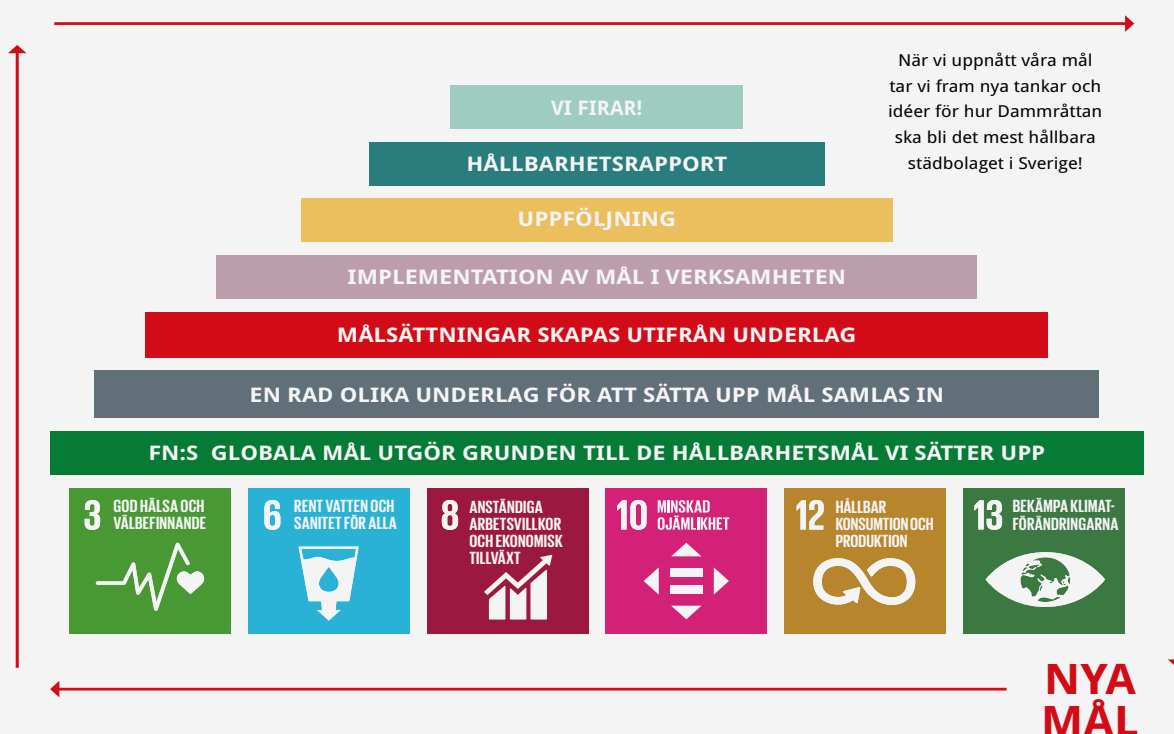 När vi uppnått våra mål
tar vi fram nya tankar och
idéer för hur Dammråttan
ska bli det mest hållbara
städbolaget i Sverige!
VI FIRAR!
HÅLLBARHETSRAPPORT
UPPFÖLJNING
IMPLEMENTATION AV MÅL I VERKSAMHETEN
MÅLSÄTTNINGAR SKAPAS UTIFRÅN UNDERLAG
EN RAD OLIKA UNDERLAG FÖR ATT SÄTTA UPP MÅL SAMLAS IN
FN:S GLOBALA MÅL UTGÖR GRUNDEN TILL DE HÅLLBARHETSMÅL VI SÄTTER UPP
3 GOD HÄLSA OCH
VÄLBEFINNANDE
6 RENT VATTEN OCH
SANITET FÖR ALLA
8 ANSTÄNDIGA
ARBETSVILLKOR
OCH EKONOMISK
TILLVÄXT
10 MINSKAD
OJÄMLIKHET
12 HÅLLBAR
KONSUMTION OCH
PRODUKTION
13 BEKÄMPA KLIMAT-
FÖRÄNDRINGARNA
NYA
MÅL